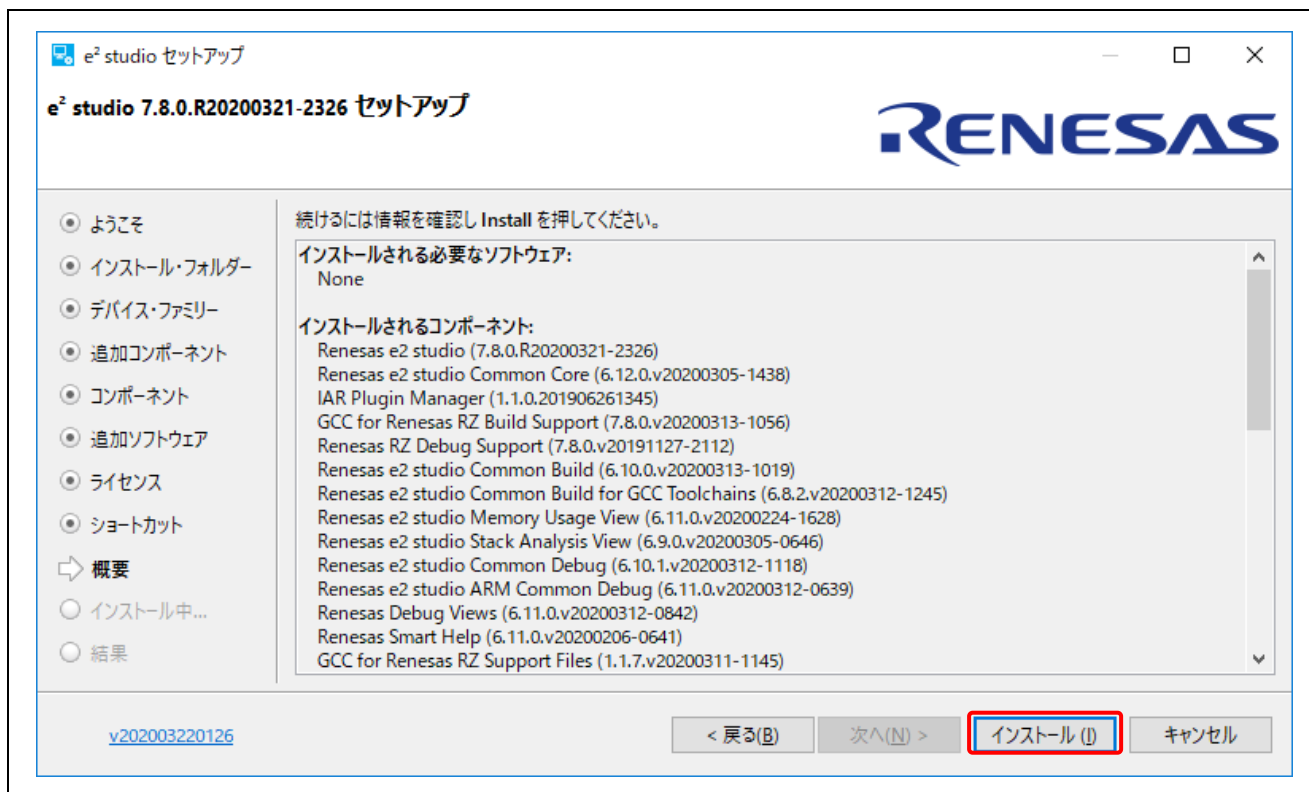 e² studio セットアップ
e² studio 7.8.0.R20200321-2326 セットアップ
RENESAS
ようこそ
インストール・フォルダー
デバイス・ファミリー
追加コンポーネント
コンポーネント
追加ソフトウェア
ライセンス
ショートカット
概要
インストール中...
結果
続けるには情報を確認し Install を押してください。
インストールされる必要なソフトウェア:
None
インストールされるコンポーネント:
Renesas e2 studio (7.8.0.R20200321-2326)
Renesas e2 studio Common Core (6.12.0.v20200305-1438)
IAR Plugin Manager (1.1.0.201906261345)
GCC for Renesas RZ Build Support (7.8.0.v20200313-1056)
Renesas RZ Debug Support (7.8.0.v20191127-2112)
Renesas e2 studio Common Build (6.10.0.v20200313-1019)
Renesas e2 studio Common Build for GCC Toolchains (6.8.2.v20200312-1245)
Renesas e2 studio Memory Usage View (6.11.0.v20200224-1628)
Renesas e2 studio Stack Analysis View (6.9.0.v20200305-0646)
Renesas e2 studio Common Debug (6.10.1.v20200312-1118)
Renesas e2 studio ARM Common Debug (6.11.0.v20200312-0639)
Renesas Debug Views (6.11.0.v20200312-0842)
Renesas Smart Help (6.11.0.v20200206-0641)
GCC for Renesas RZ Support Files (1.1.7.v20200311-1145)
v202003220126
< 戻る(B)
次へ(N) >
インストール (I)
キャンセル